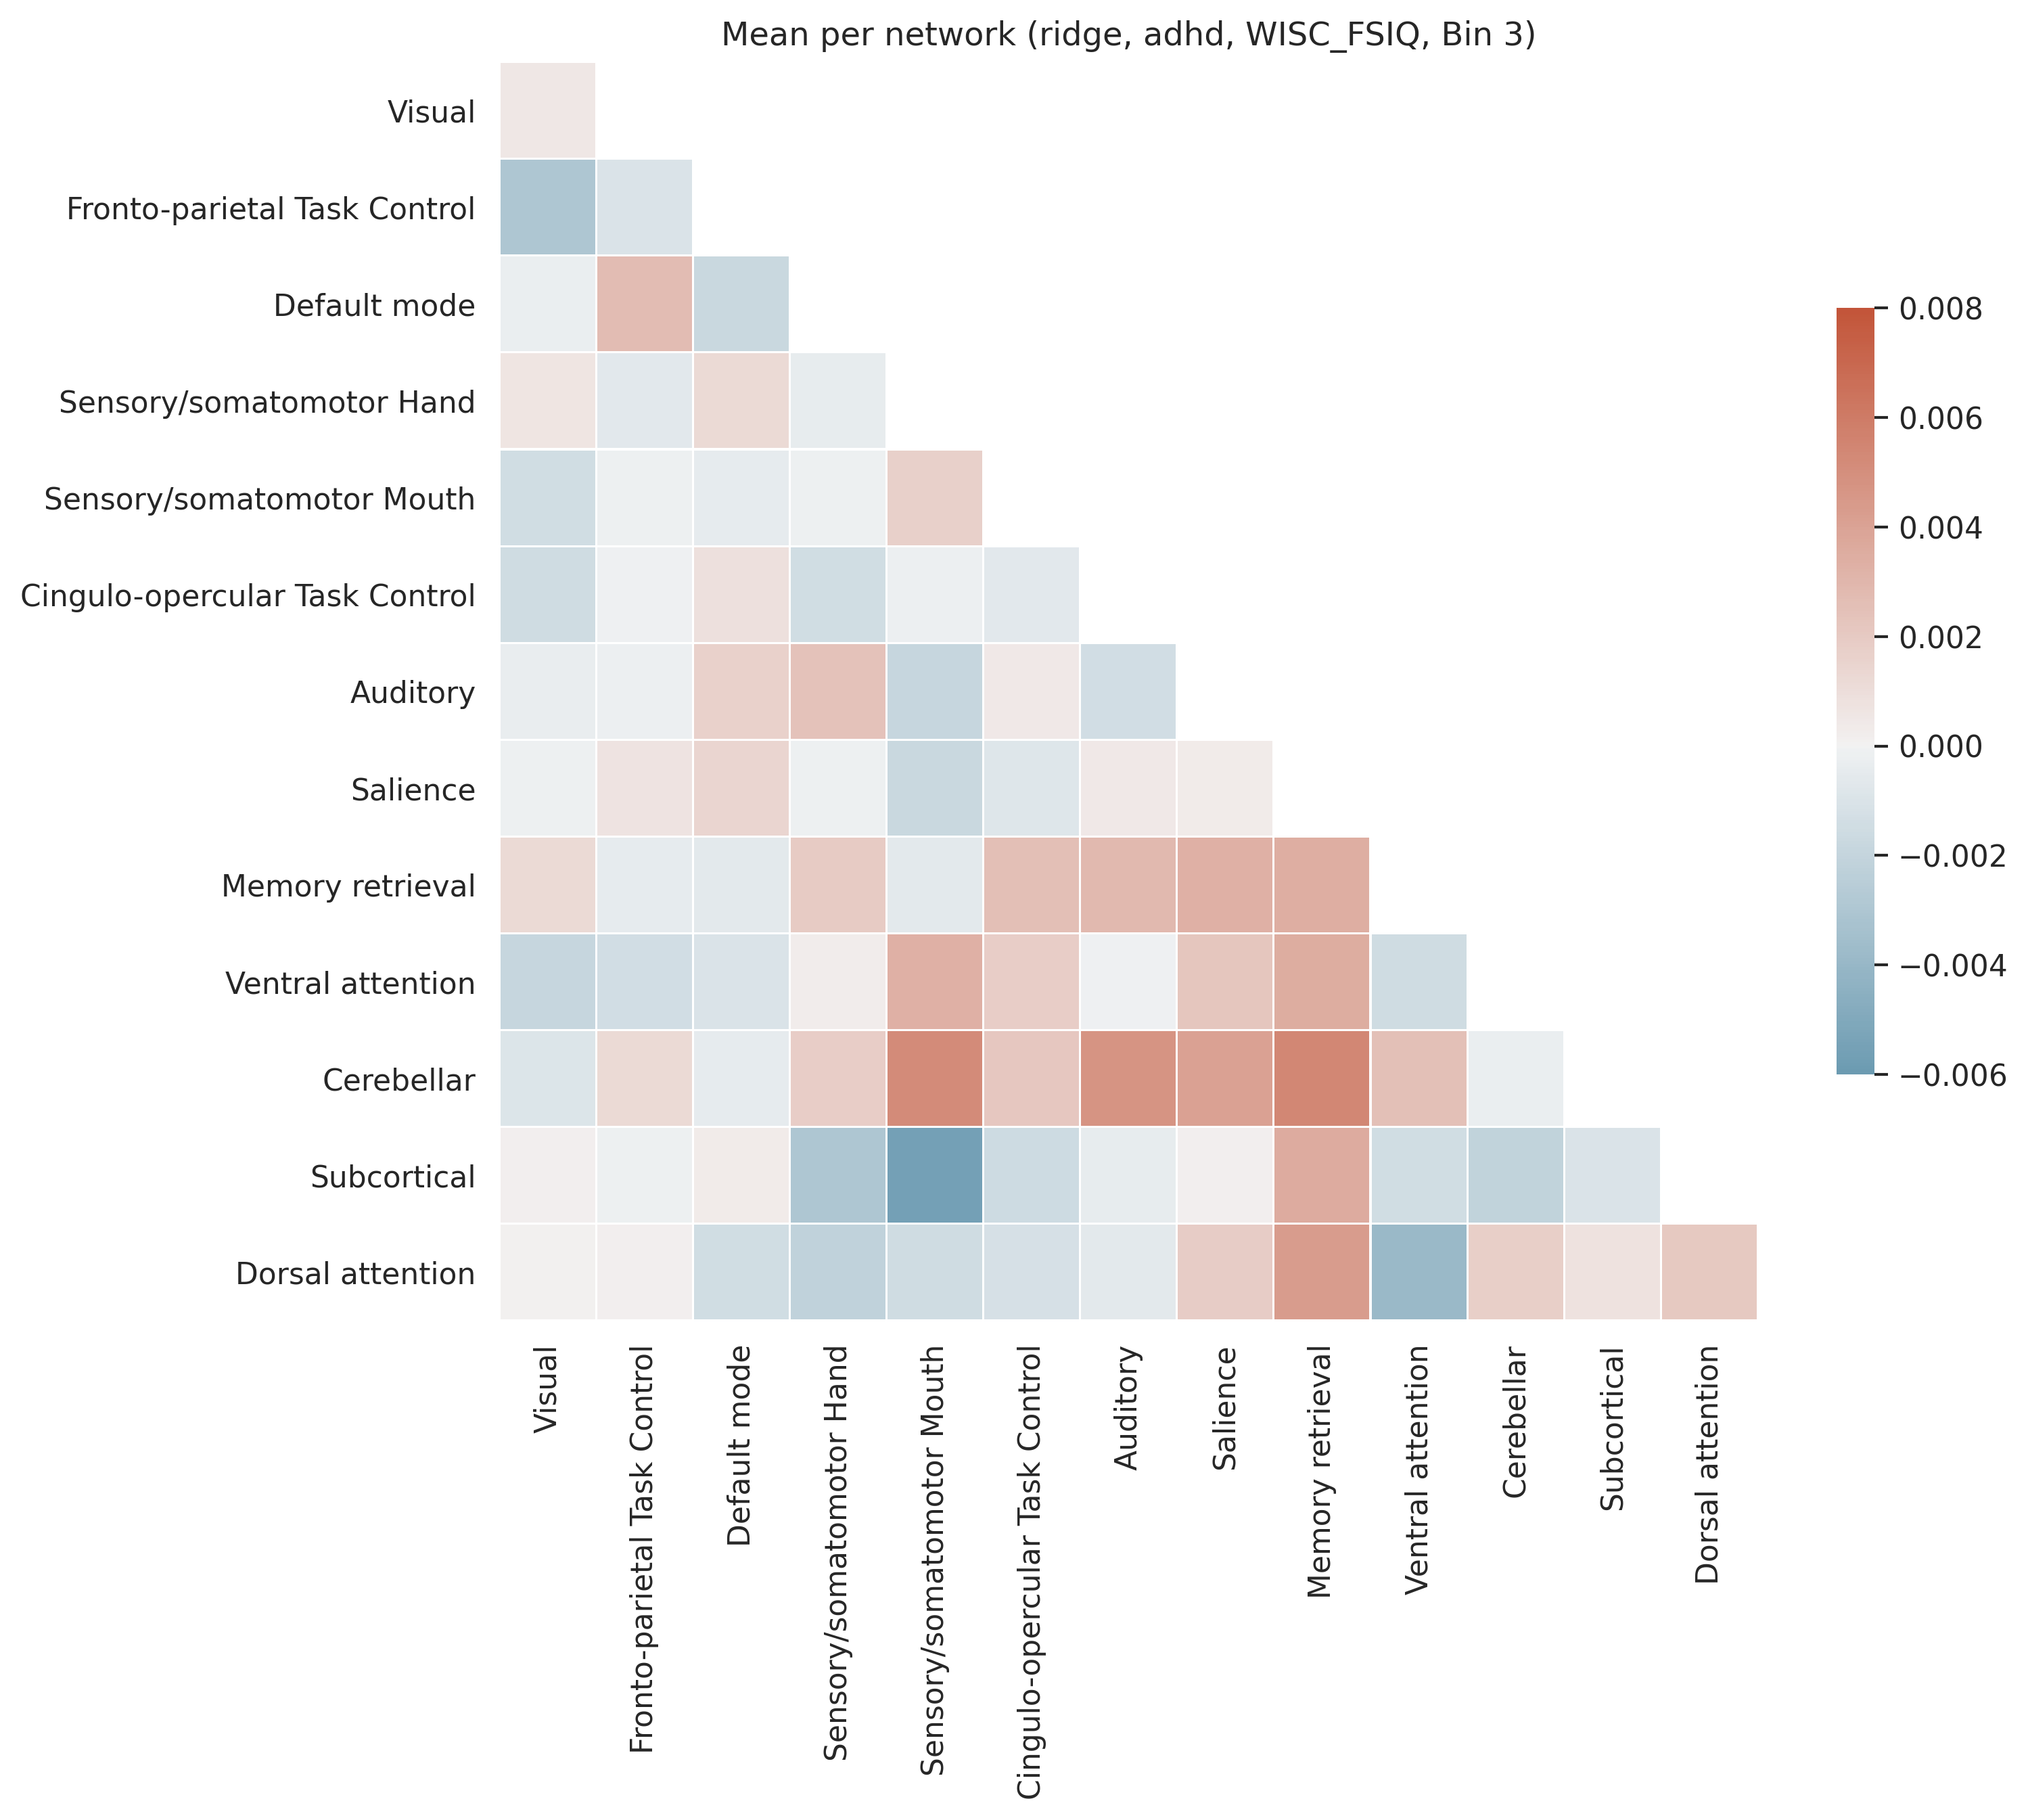 Mean per network (ridge, adhd, WISC_FSIQ, Bin 3)
Visual
Fronto-parietal Task Control
Default mode
Sensory/somatomotor Hand
Sensory/somatomotor Mouth
Cingulo-opercular Task Control
Auditory
Salience
Memory retrieval
Ventral attention
Cerebellar
Subcortical
Dorsal attention
0.008
0.006
0.004
0.002
0.000
−0.002
−0.004
−0.006
Visual
Fronto-parietal Task Control
Default mode
Sensory/somatomotor Hand
Sensory/somatomotor Mouth
Cingulo-opercular Task Control
Auditory
Salience
Memory retrieval
Ventral attention
Cerebellar
Subcortical
Dorsal attention